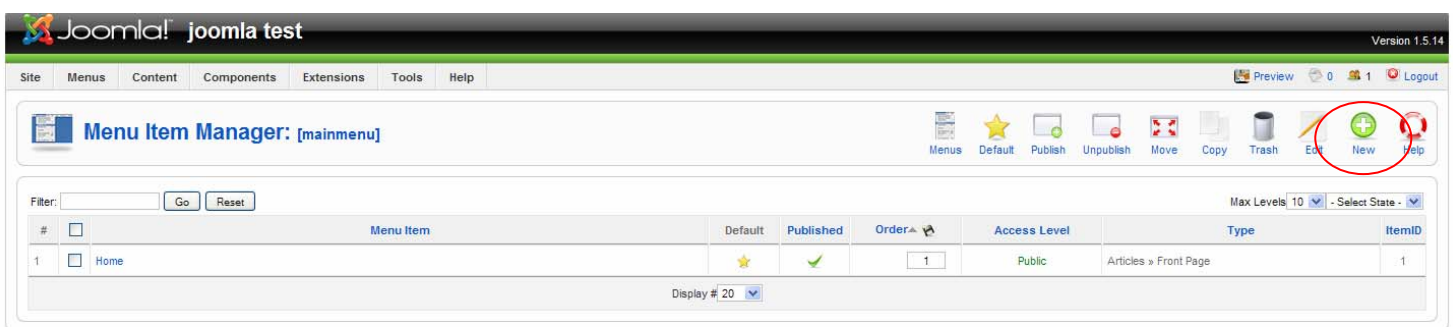 Joomla! joomla test
Version 1.5.14
Site Menus Content Components Extensions Tools Help Preview 0 1 Logout
Menu Item Manager: [mainmenu]
Menus Default Publish Unpublish Move Copy Trash Edit New Help
Filter: Go Reset Max Levels 10 - Select State -
# Menu Item Default Published Order Access Level Type ItemID
1 Home 1 Public Articles » Front Page 1
Display # 20